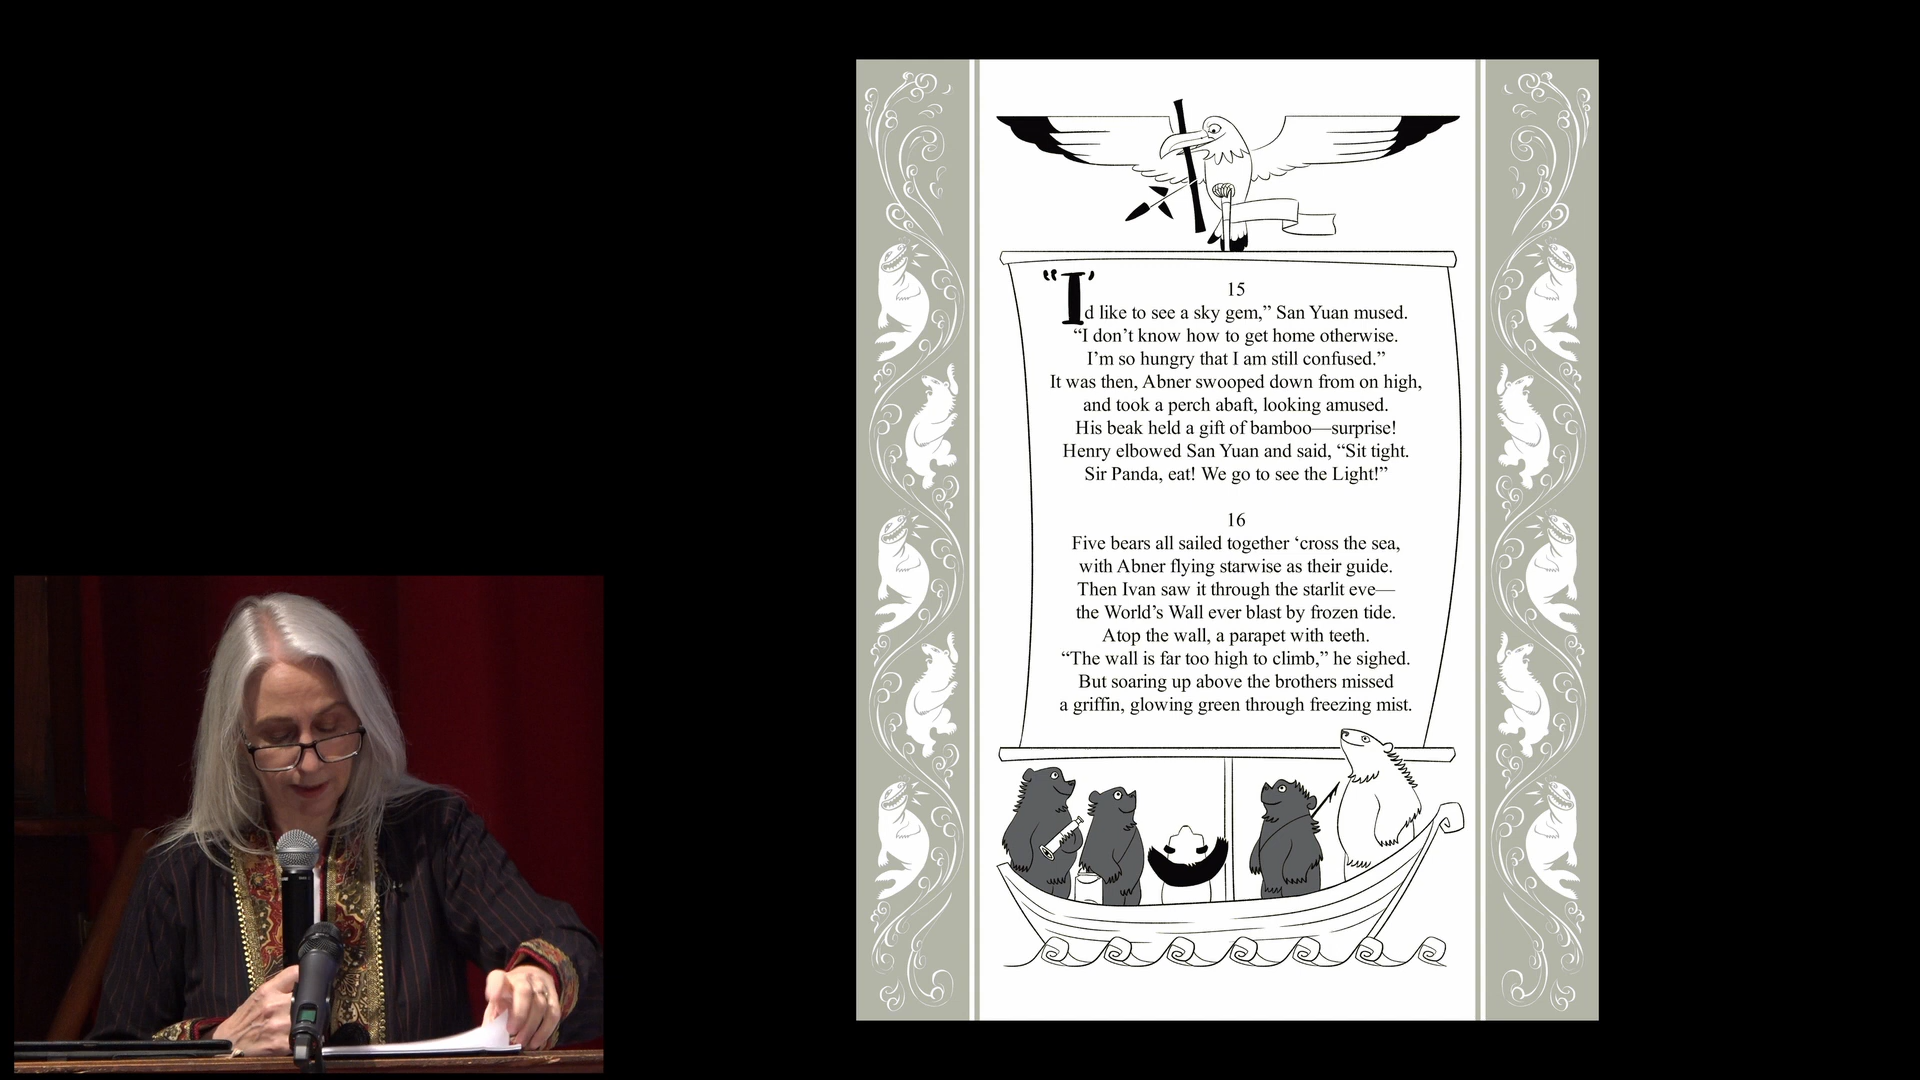 15
“I’d like to see a sky gem,” San Yuan mused.
“I don’t know how to get home otherwise.
I’m so hungry that I am still confused.”
It was then, Abner swooped down from on high,
and took a perch abaft, looking amused.
His beak held a gift of bamboo—surprise!
Henry elbowed San Yuan and said, “Sit tight.
Sir Panda, eat! We go to see the Light!”
16
Five bears all sailed together ‘cross the sea,
with Abner flying starwise as their guide.
Then Ivan saw it through the starlit eve—
the World’s Wall ever blast by frozen tide.
Atop the wall, a parapet with teeth.
“The wall is far too high to climb,” he sighed.
But soaring up above the brothers missed
a griffin, glowing green through freezing mist.